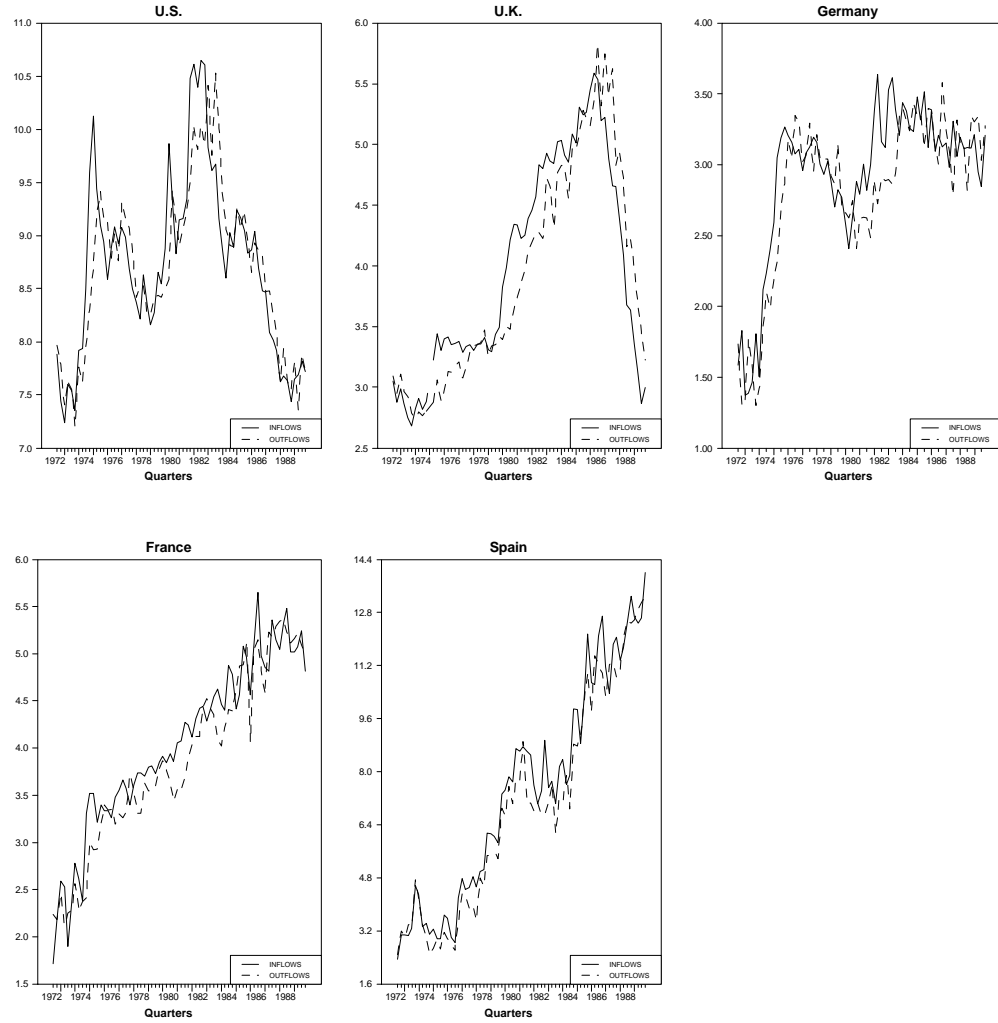 U.S.
11.0
10.5
10.0
9.5
9.0
8.5
8.0
7.5
7.0
INFLOWS
OUTFLOWS
1972 1974 1976 1978 1980 1982 1984 1986 1988
Quarters
U.K.
6.0
5.5
5.0
4.5
4.0
3.5
3.0
2.5
INFLOWS
OUTFLOWS
1972 1974 1976 1978 1980 1982 1984 1986 1988
Quarters
Germany
4.00
3.50
3.00
2.50
2.00
1.50
1.00
INFLOWS
OUTFLOWS
1972 1974 1976 1978 1980 1982 1984 1986 1988
Quarters
France
6.0
5.5
5.0
4.5
4.0
3.5
3.0
2.5
2.0
1.5
INFLOWS
OUTFLOWS
1972 1974 1976 1978 1980 1982 1984 1986 1988
Quarters
Spain
14.4
12.8
11.2
9.6
8.0
6.4
4.8
3.2
1.6
INFLOWS
OUTFLOWS
1972 1974 1976 1978 1980 1982 1984 1986 1988
Quarters